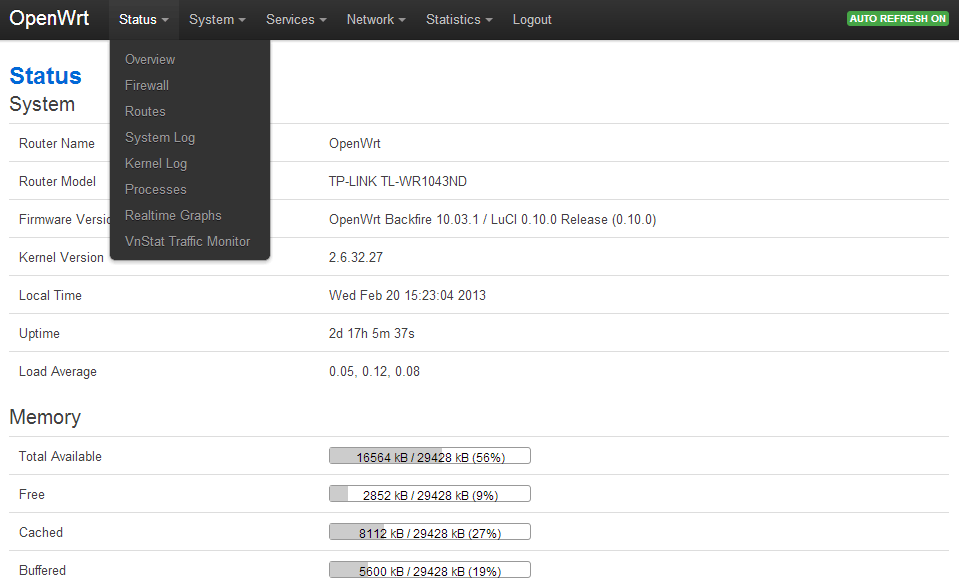 OpenWrt Status System Services Network Statistics Logout AUTO REFRESH ON
Overview
Firewall
Routes
System Log
Kernel Log
Processes
Realtime Graphs
VnStat Traffic Monitor
Status
System
Router Name OpenWrt
Router Model TP-LINK TL-WR1043ND
Firmware Versio OpenWrt Backfire 10.03.1 / LuCI 0.10.0 Release (0.10.0)
Kernel Version 2.6.32.27
Local Time Wed Feb 20 15:23:04 2013
Uptime 2d 17h 5m 37s
Load Average 0.05, 0.12, 0.08
Memory
Total Available 16564 kB / 29428 kB (56%)
Free 2852 kB / 29428 kB (9%)
Cached 8112 kB / 29428 kB (27%)
Buffered 5600 kB / 29428 kB (19%)